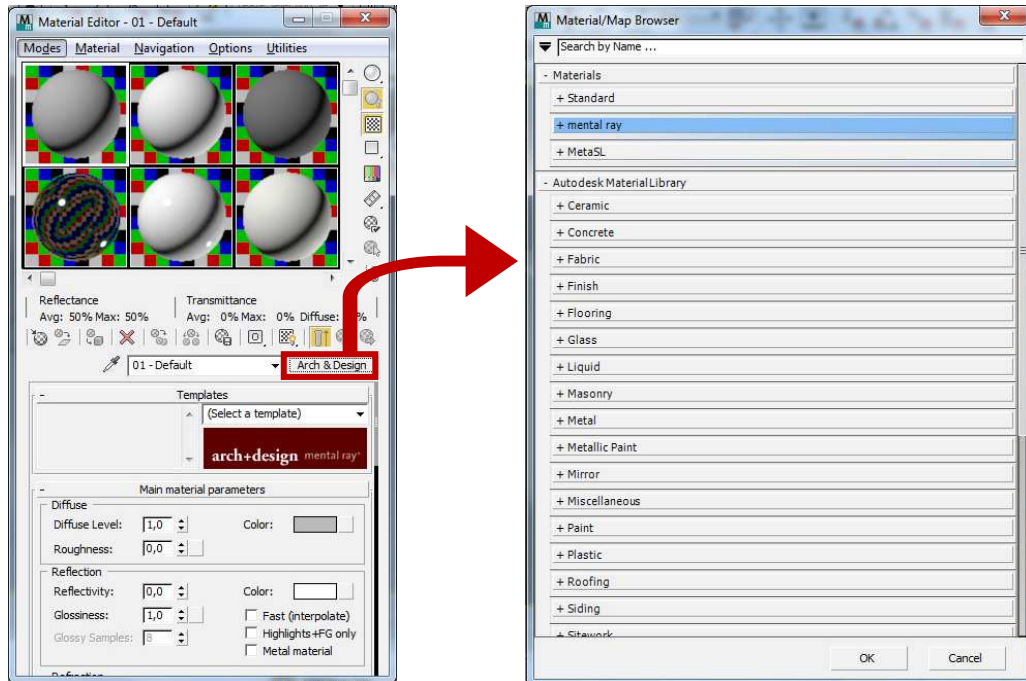 Material Editor - 01 - Default
Modes Material Navigation Options Utilities
Reflectance Transmittance
Avg: 50% Max: 50% Avg: 0% Max: 0% Diffuse: %
01 - Default Arch & Design
- Templates
(Select a template)
arch+design mental ray
- Main material parameters
Diffuse
Diffuse Level: 1,0 Color:
Roughness: 0,0
Reflection
Reflectivity: 0,0 Color:
Glossiness: 1,0 Fast (interpolate)
Glossy Samples: 8 Highlights+FG only
Metal material
Refraction
Material/Map Browser
Search by Name ...
- Materials
+ Standard
+ mental ray
+ MetaSL
- Autodesk Material Library
+ Ceramic
+ Concrete
+ Fabric
+ Finish
+ Flooring
+ Glass
+ Liquid
+ Masonry
+ Metal
+ Metallic Paint
+ Mirror
+ Miscellaneous
+ Paint
+ Plastic
+ Roofing
+ Siding
+ Sitework
OK Cancel